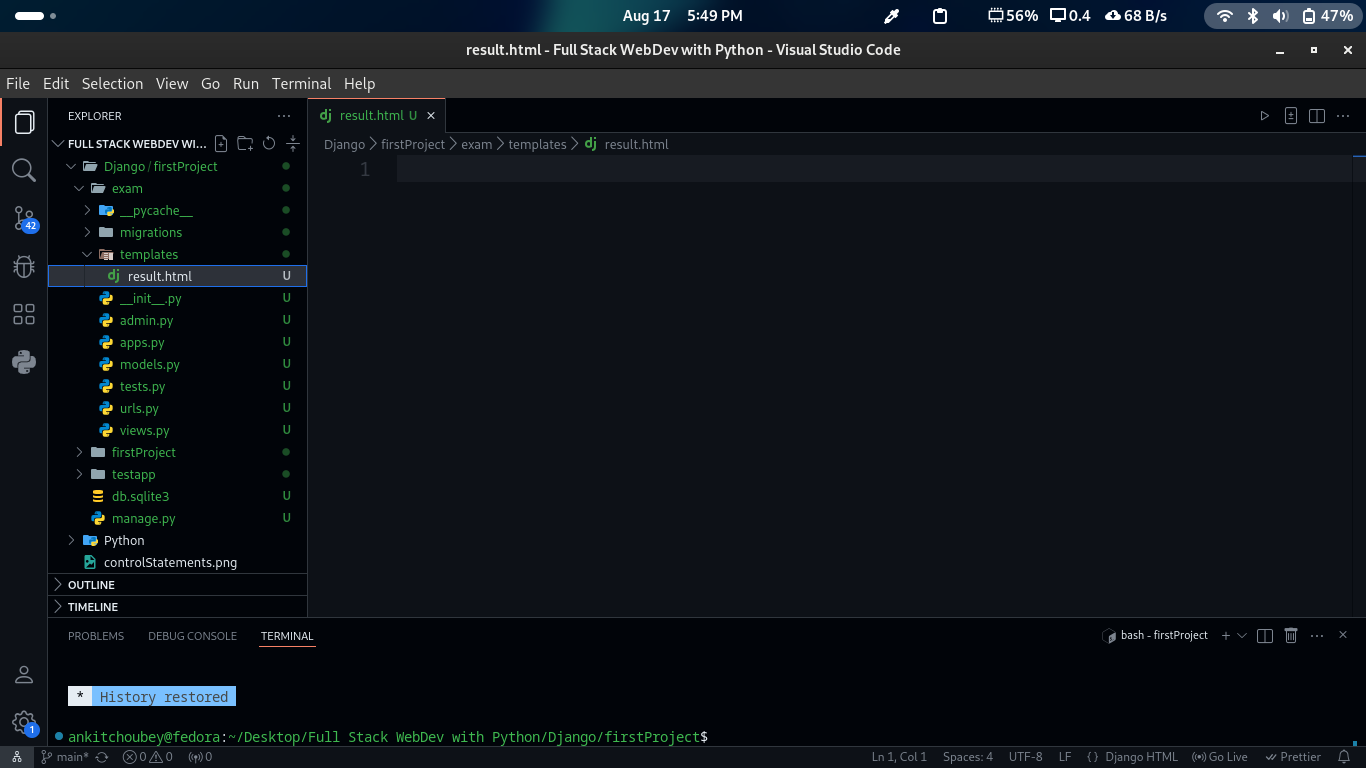 Aug 17 5:49 PM 56% 0.4 68 B/s 47%
result.html - Full Stack WebDev with Python - Visual Studio Code
File Edit Selection View Go Run Terminal Help
EXPLORER
result.html U
FULL STACK WEBDEV WI...
Django firstProject exam templates result.html
1
Django / firstProject
exam
__pycache__
migrations
templates
result.html U
__init__.py U
admin.py U
apps.py U
models.py U
tests.py U
urls.py U
views.py U
firstProject
testapp
db.sqlite3 U
manage.py U
Python
controlStatements.png
OUTLINE
TIMELINE
42
1
PROBLEMS DEBUG CONSOLE TERMINAL bash - firstProject
* History restored
ankitchoubey@fedora:~/Desktop/Full Stack WebDev with Python/Django/firstProject$
main* 0 0 0 Ln 1, Col 1 Spaces: 4 UTF-8 LF { } Django HTML Go Live Prettier